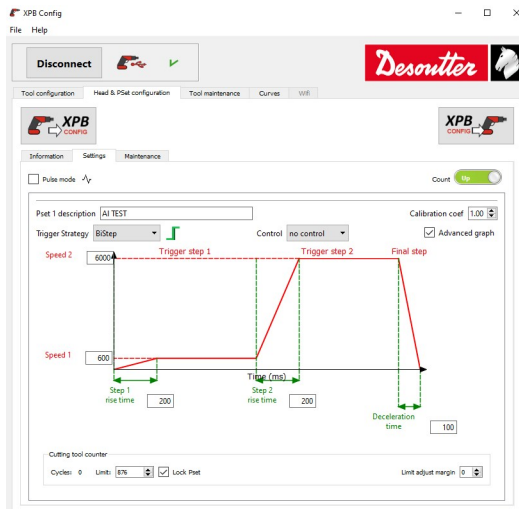 XPB Config
File Help
Disconnect
Desoutter
Tool configuration Head & PSet configuration Tool maintenance Curves Wifi
XPB CONFIG
XPB CONFIG
Information Settings Maintenance
Pulse mode Count Up
Pset 1 description AI TEST Calibration coef 1.00
Trigger Strategy BiStep Control no control Advanced graph
Speed 2 6000 Trigger step 1 Trigger step 2 Final step
Speed 1 600
Time (ms)
Step 1 rise time 200 Step 2 rise time 200
Deceleration time 100
Cutting tool counter
Cycles: 0 Limit: 876 Lock Pset Limit adjust margin 0